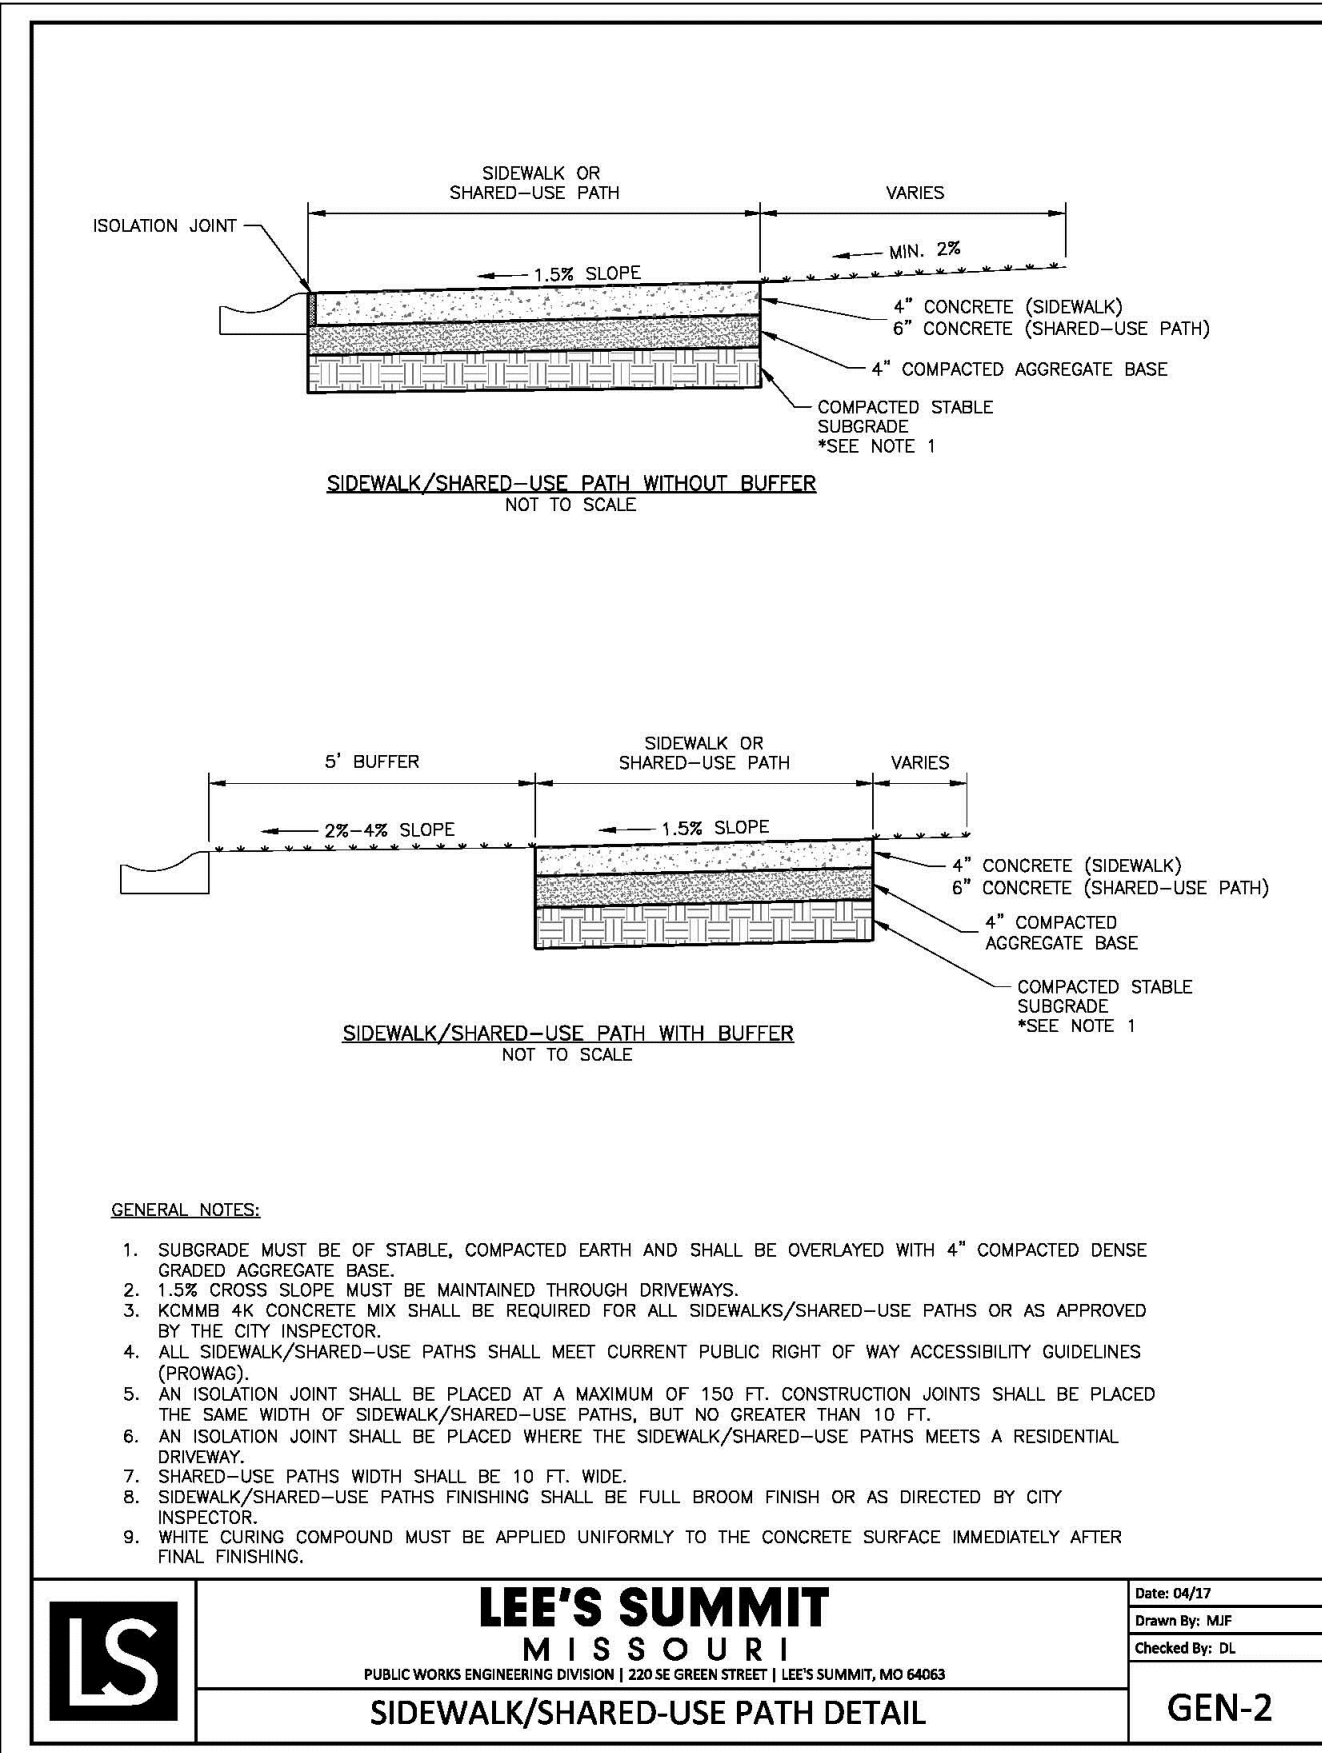 SIDEWALK OR
SHARED-USE PATH
VARIES
ISOLATION JOINT
MIN. 2%
1.5% SLOPE
4" CONCRETE (SIDEWALK)
6" CONCRETE (SHARED-USE PATH)
4" COMPACTED AGGREGATE BASE
COMPACTED STABLE
SUBGRADE
*SEE NOTE 1
SIDEWALK/SHARED-USE PATH WITHOUT BUFFER
NOT TO SCALE
5' BUFFER
SIDEWALK OR
SHARED-USE PATH
VARIES
2%-4% SLOPE
1.5% SLOPE
4" CONCRETE (SIDEWALK)
6" CONCRETE (SHARED-USE PATH)
4" COMPACTED
AGGREGATE BASE
COMPACTED STABLE
SUBGRADE
*SEE NOTE 1
SIDEWALK/SHARED-USE PATH WITH BUFFER
NOT TO SCALE
GENERAL NOTES:
1. SUBGRADE MUST BE OF STABLE, COMPACTED EARTH AND SHALL BE OVERLAYED WITH 4" COMPACTED DENSE
GRADED AGGREGATE BASE.
2. 1.5% CROSS SLOPE MUST BE MAINTAINED THROUGH DRIVEWAYS.
3. KCMMB 4K CONCRETE MIX SHALL BE REQUIRED FOR ALL SIDEWALKS/SHARED-USE PATHS OR AS APPROVED
BY THE CITY INSPECTOR.
4. ALL SIDEWALK/SHARED-USE PATHS SHALL MEET CURRENT PUBLIC RIGHT OF WAY ACCESSIBILITY GUIDELINES
(PROWAG).
5. AN ISOLATION JOINT SHALL BE PLACED AT A MAXIMUM OF 150 FT. CONSTRUCTION JOINTS SHALL BE PLACED
THE SAME WIDTH OF SIDEWALK/SHARED-USE PATHS, BUT NO GREATER THAN 10 FT.
6. AN ISOLATION JOINT SHALL BE PLACED WHERE THE SIDEWALK/SHARED-USE PATHS MEETS A RESIDENTIAL
DRIVEWAY.
7. SHARED-USE PATHS WIDTH SHALL BE 10 FT. WIDE.
8. SIDEWALK/SHARED-USE PATHS FINISHING SHALL BE FULL BROOM FINISH OR AS DIRECTED BY CITY
INSPECTOR.
9. WHITE CURING COMPOUND MUST BE APPLIED UNIFORMLY TO THE CONCRETE SURFACE IMMEDIATELY AFTER
FINAL FINISHING.
LS
LEE'S SUMMIT
MISSOURI
PUBLIC WORKS ENGINEERING DIVISION | 220 SE GREEN STREET | LEE'S SUMMIT, MO 64063
SIDEWALK/SHARED-USE PATH DETAIL
Date: 04/17
Drawn By: MJF
Checked By: DL
GEN-2